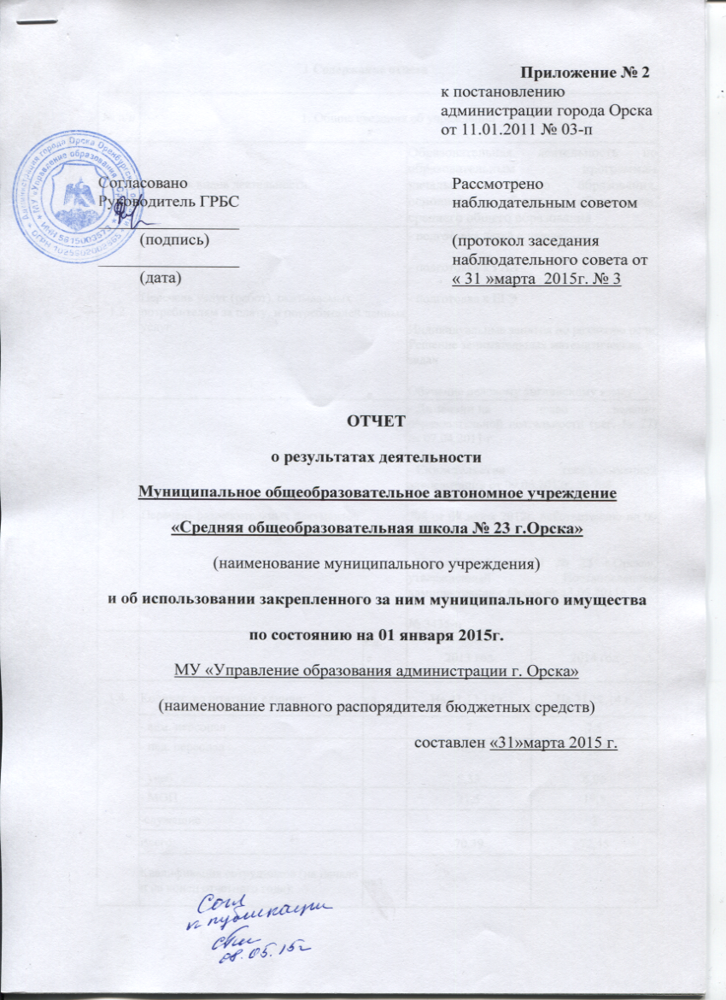 Приложение № 2
к постановлению
администрации города Орска
от 11.01.2011 № 03-п
Согласовано
Руководитель ГРБС
(подпись)
(дата)
Рассмотрено
наблюдательным советом
(протокол заседания
наблюдательного совета от
« 31 »марта 2015г. № 3
ОТЧЕТ
о результатах деятельности
Муниципальное общеобразовательное автономное учреждение
«Средняя общеобразовательная школа № 23 г.Орска»
(наименование муниципального учреждения)
и об использовании закрепленного за ним муниципального имущества
по состоянию на 01 января 2015г.
МУ «Управление образования администрации г. Орска»
(наименование главного распорядителя бюджетных средств)
составлен «31»марта 2015 г.
Согл
к публикации
08.05.15г